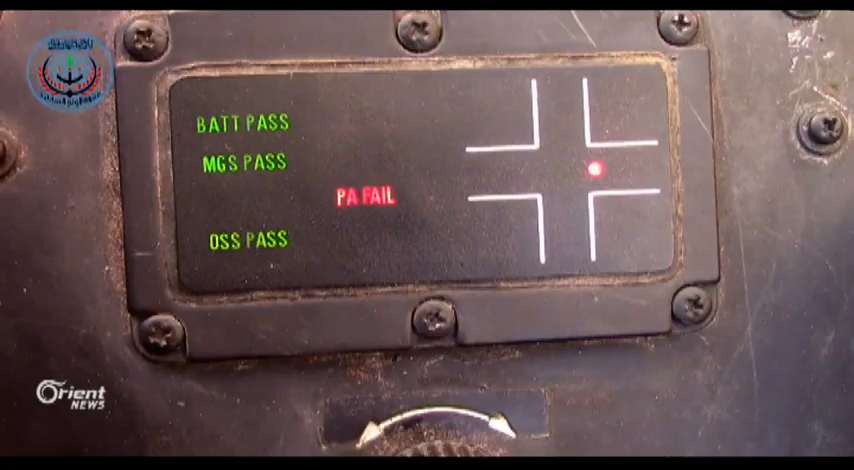 BATT PASS
MGS PASS
PA FAIL
OSS PASS
Orient
NEWS